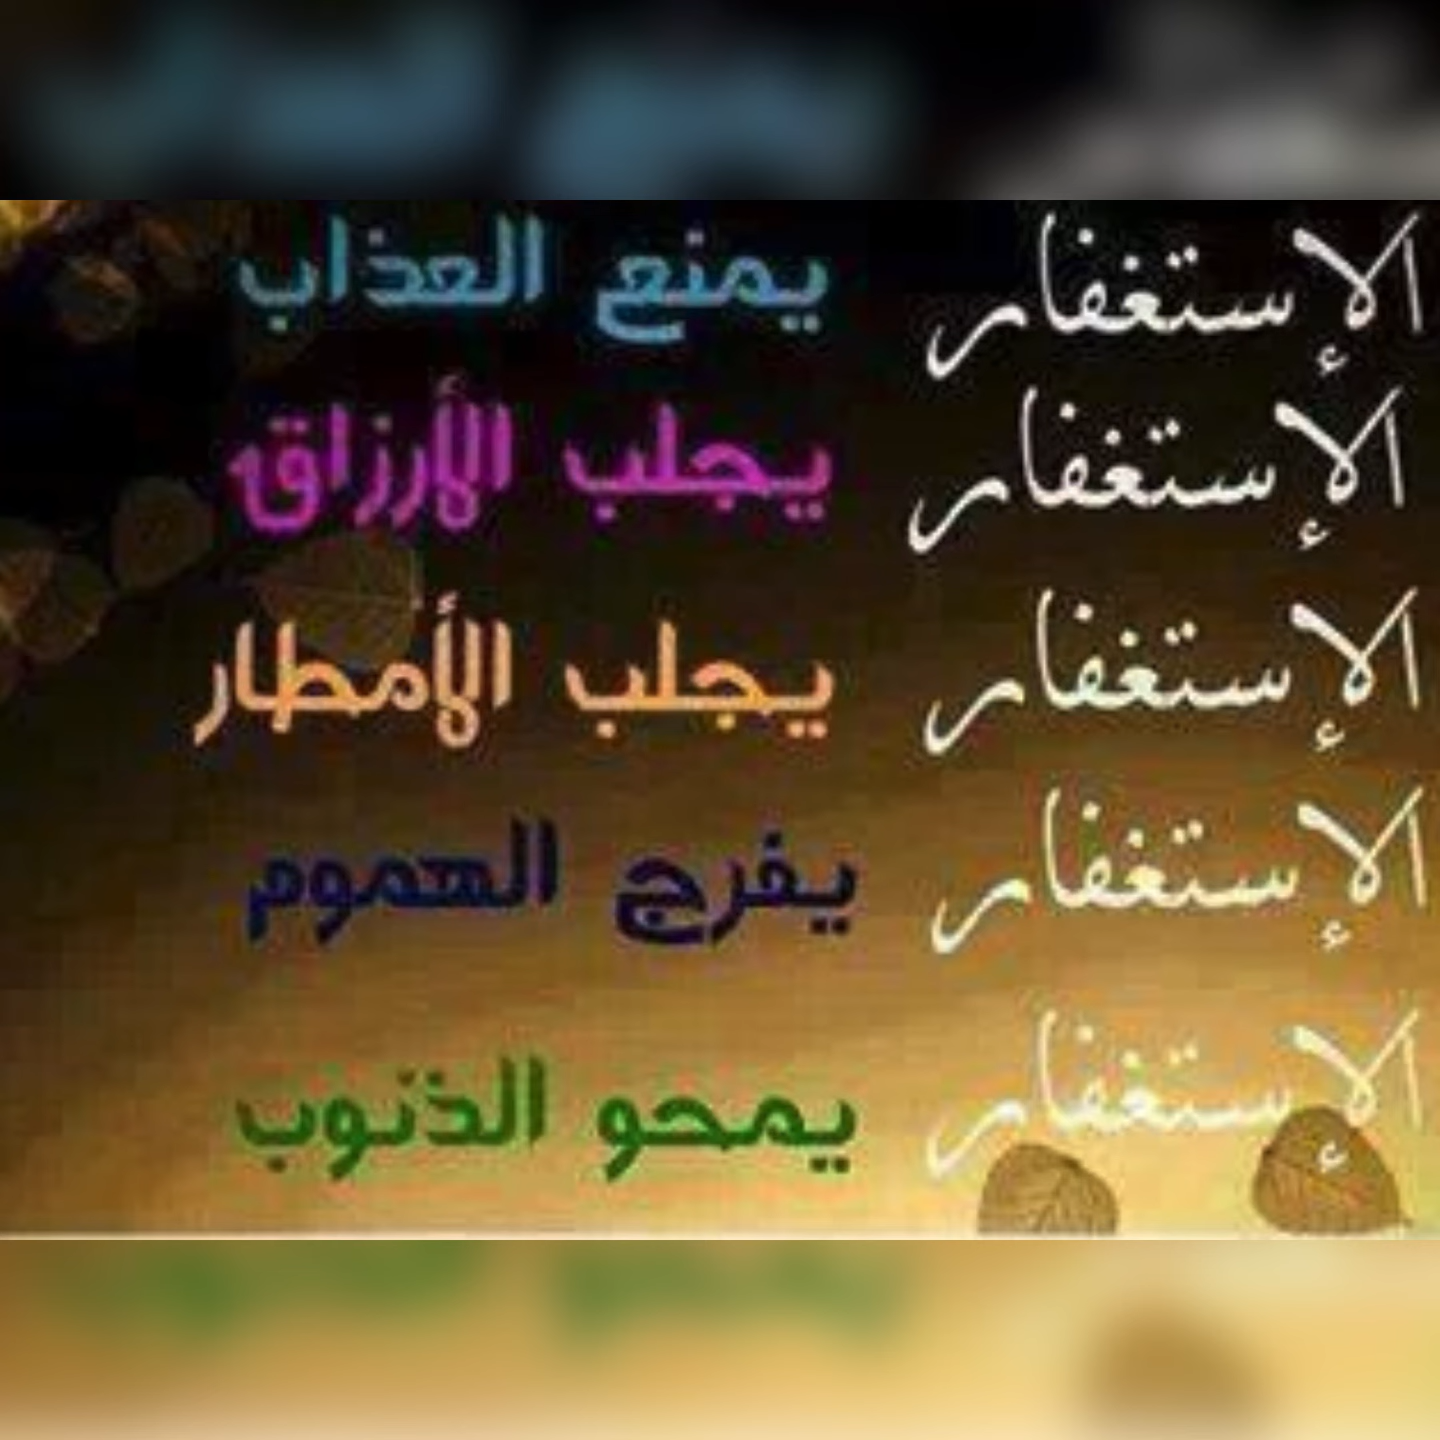 الإستغفار يمنع العذاب
الإستغفار يجلب الأرزاق
الإستغفار يجلب الأمطار
الإستغفار يفرج الهموم
الإستغفار يمحو الذنوب